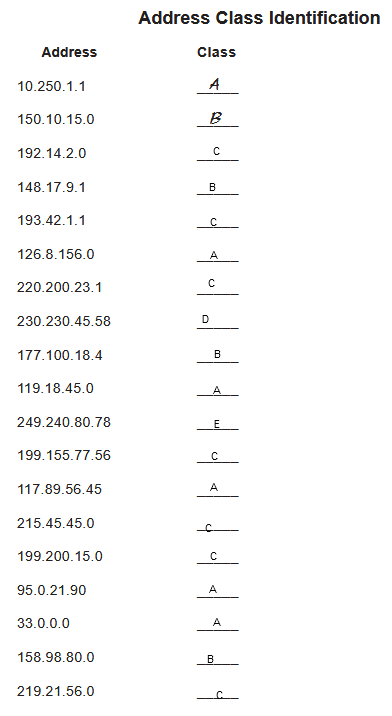 Address Class Identification
Address Class
10.250.1.1 A
150.10.15.0 B
192.14.2.0 C
148.17.9.1 B
193.42.1.1 C
126.8.156.0 A
220.200.23.1 C
230.230.45.58 D
177.100.18.4 B
119.18.45.0 A
249.240.80.78 E
199.155.77.56 C
117.89.56.45 A
215.45.45.0 C
199.200.15.0 C
95.0.21.90 A
33.0.0.0 A
158.98.80.0 B
219.21.56.0 C